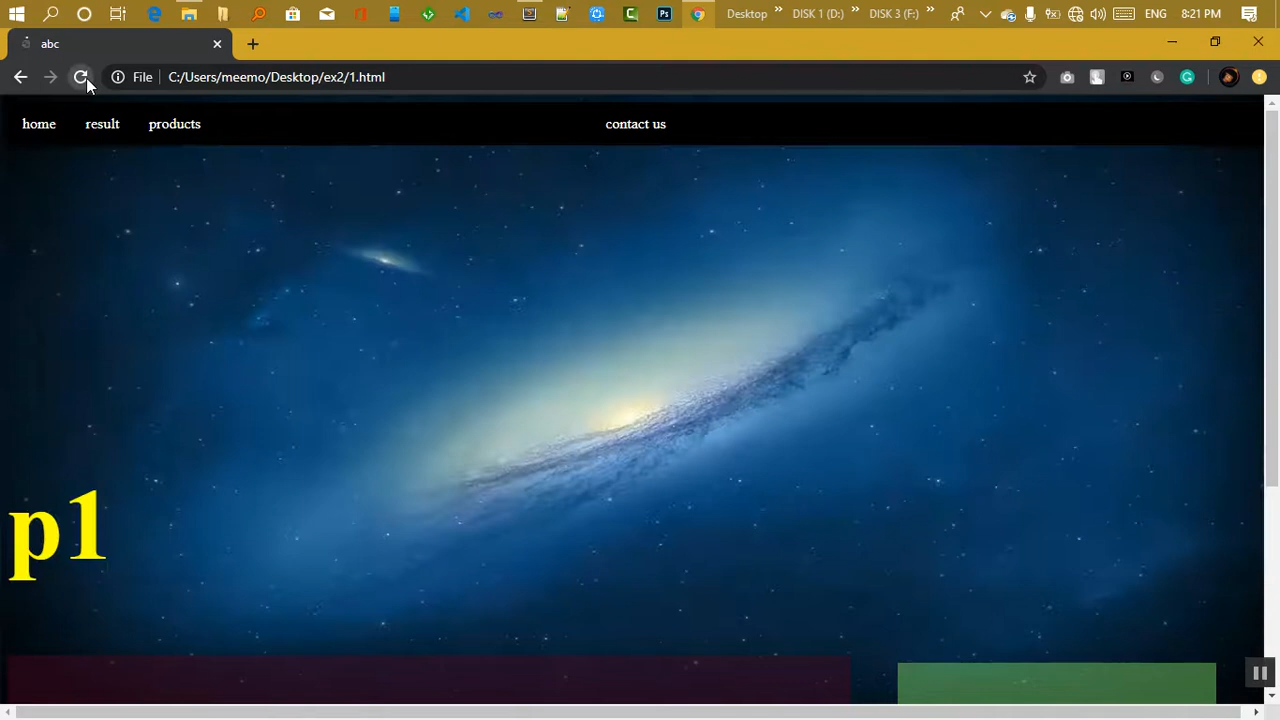 Desktop » DISK 1 (D:) » DISK 3 (F:) » ENG 8:21 PM
abc
File C:/Users/meemo/Desktop/ex2/1.html
home result products contact us
p1